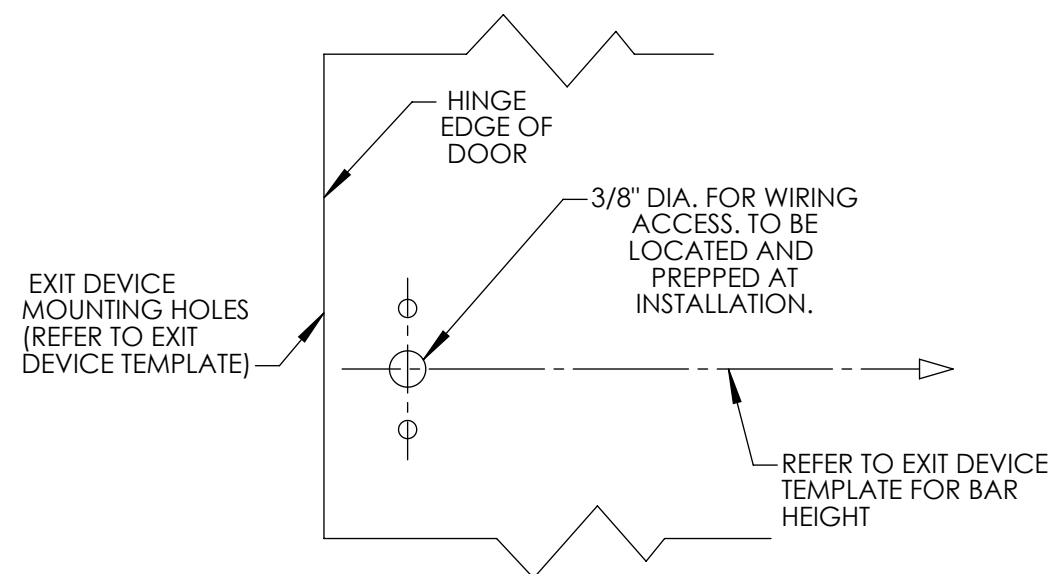 HINGE
EDGE OF
DOOR
3/8" DIA. FOR WIRING
ACCESS. TO BE
LOCATED AND
PREPPED AT
INSTALLATION.
EXIT DEVICE
MOUNTING HOLES
(REFER TO EXIT
DEVICE TEMPLATE)
REFER TO EXIT DEVICE
TEMPLATE FOR BAR
HEIGHT